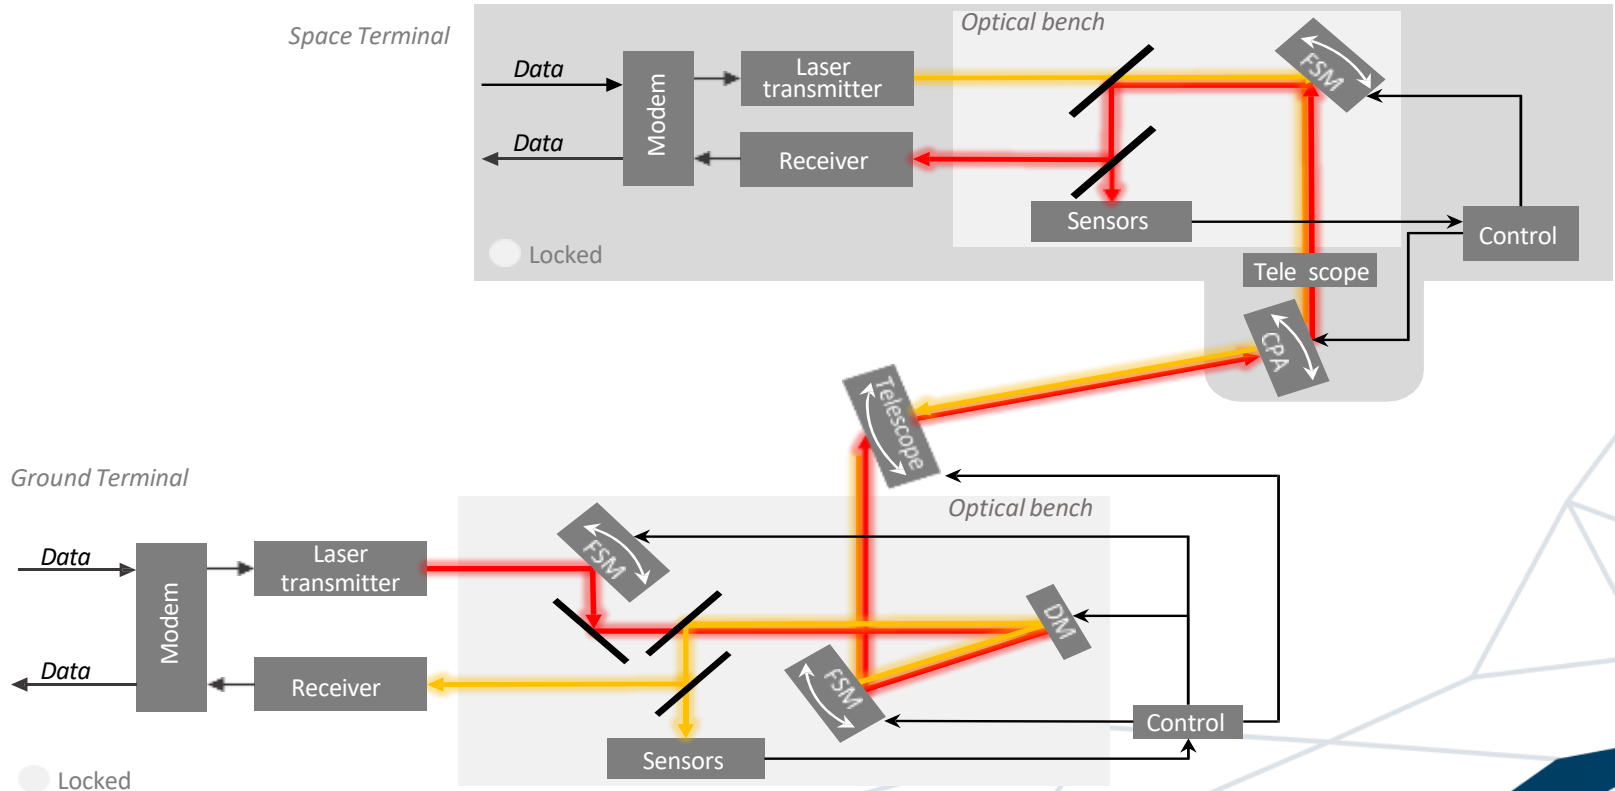 Space Terminal
Optical bench
Data
Modem
Laser
transmitter
FSM
Data
Receiver
Sensors
Control
Locked
Tele scope
CPA
Telescope
Ground Terminal
Optical bench
Data
Modem
Laser
transmitter
FSM
DM
Data
Receiver
FSM
Control
Sensors
Locked